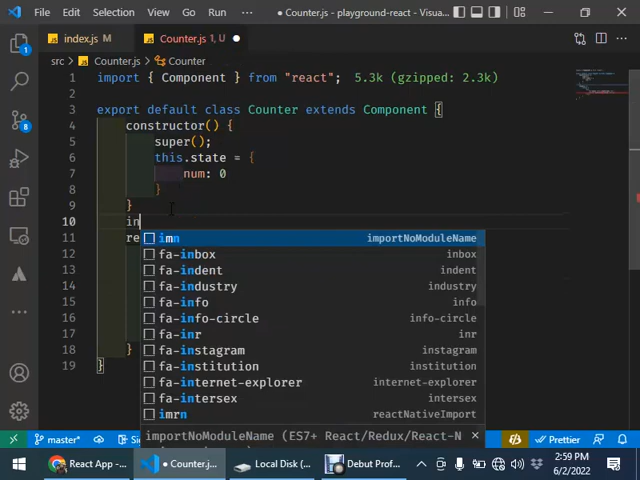 File Edit Selection View Go Run ··· ● Counter.js - playground-react - Visua...
index.js Counter.js 1, U ●
src > Counter.js > Counter
1 import { Component } from "react"; 5.3k (gzipped: 2.3k)
2
3 export default class Counter extends Component {
4 constructor() {
5 super();
6 this.state = {
7 num: 0
8 }
9 }
10 in
11 re
12
13
14
15
16
17
18 }
19 }
imn importNoModuleName
fa-inbox inbox
fa-indent indent
fa-industry industry
fa-info info
fa-info-circle info-circle
fa-inr inr
fa-instagram instagram
fa-institution institution
fa-internet-explorer internet-explorer
fa-intersex intersex
imrn reactNativeImport
importNoModuleName (ES7+ React/Redux/React-N
1
8
master* Prettier
React App -... ● Counter.j... Local Disk (... Debut Prof... ENG 2:59 PM 6/2/2022